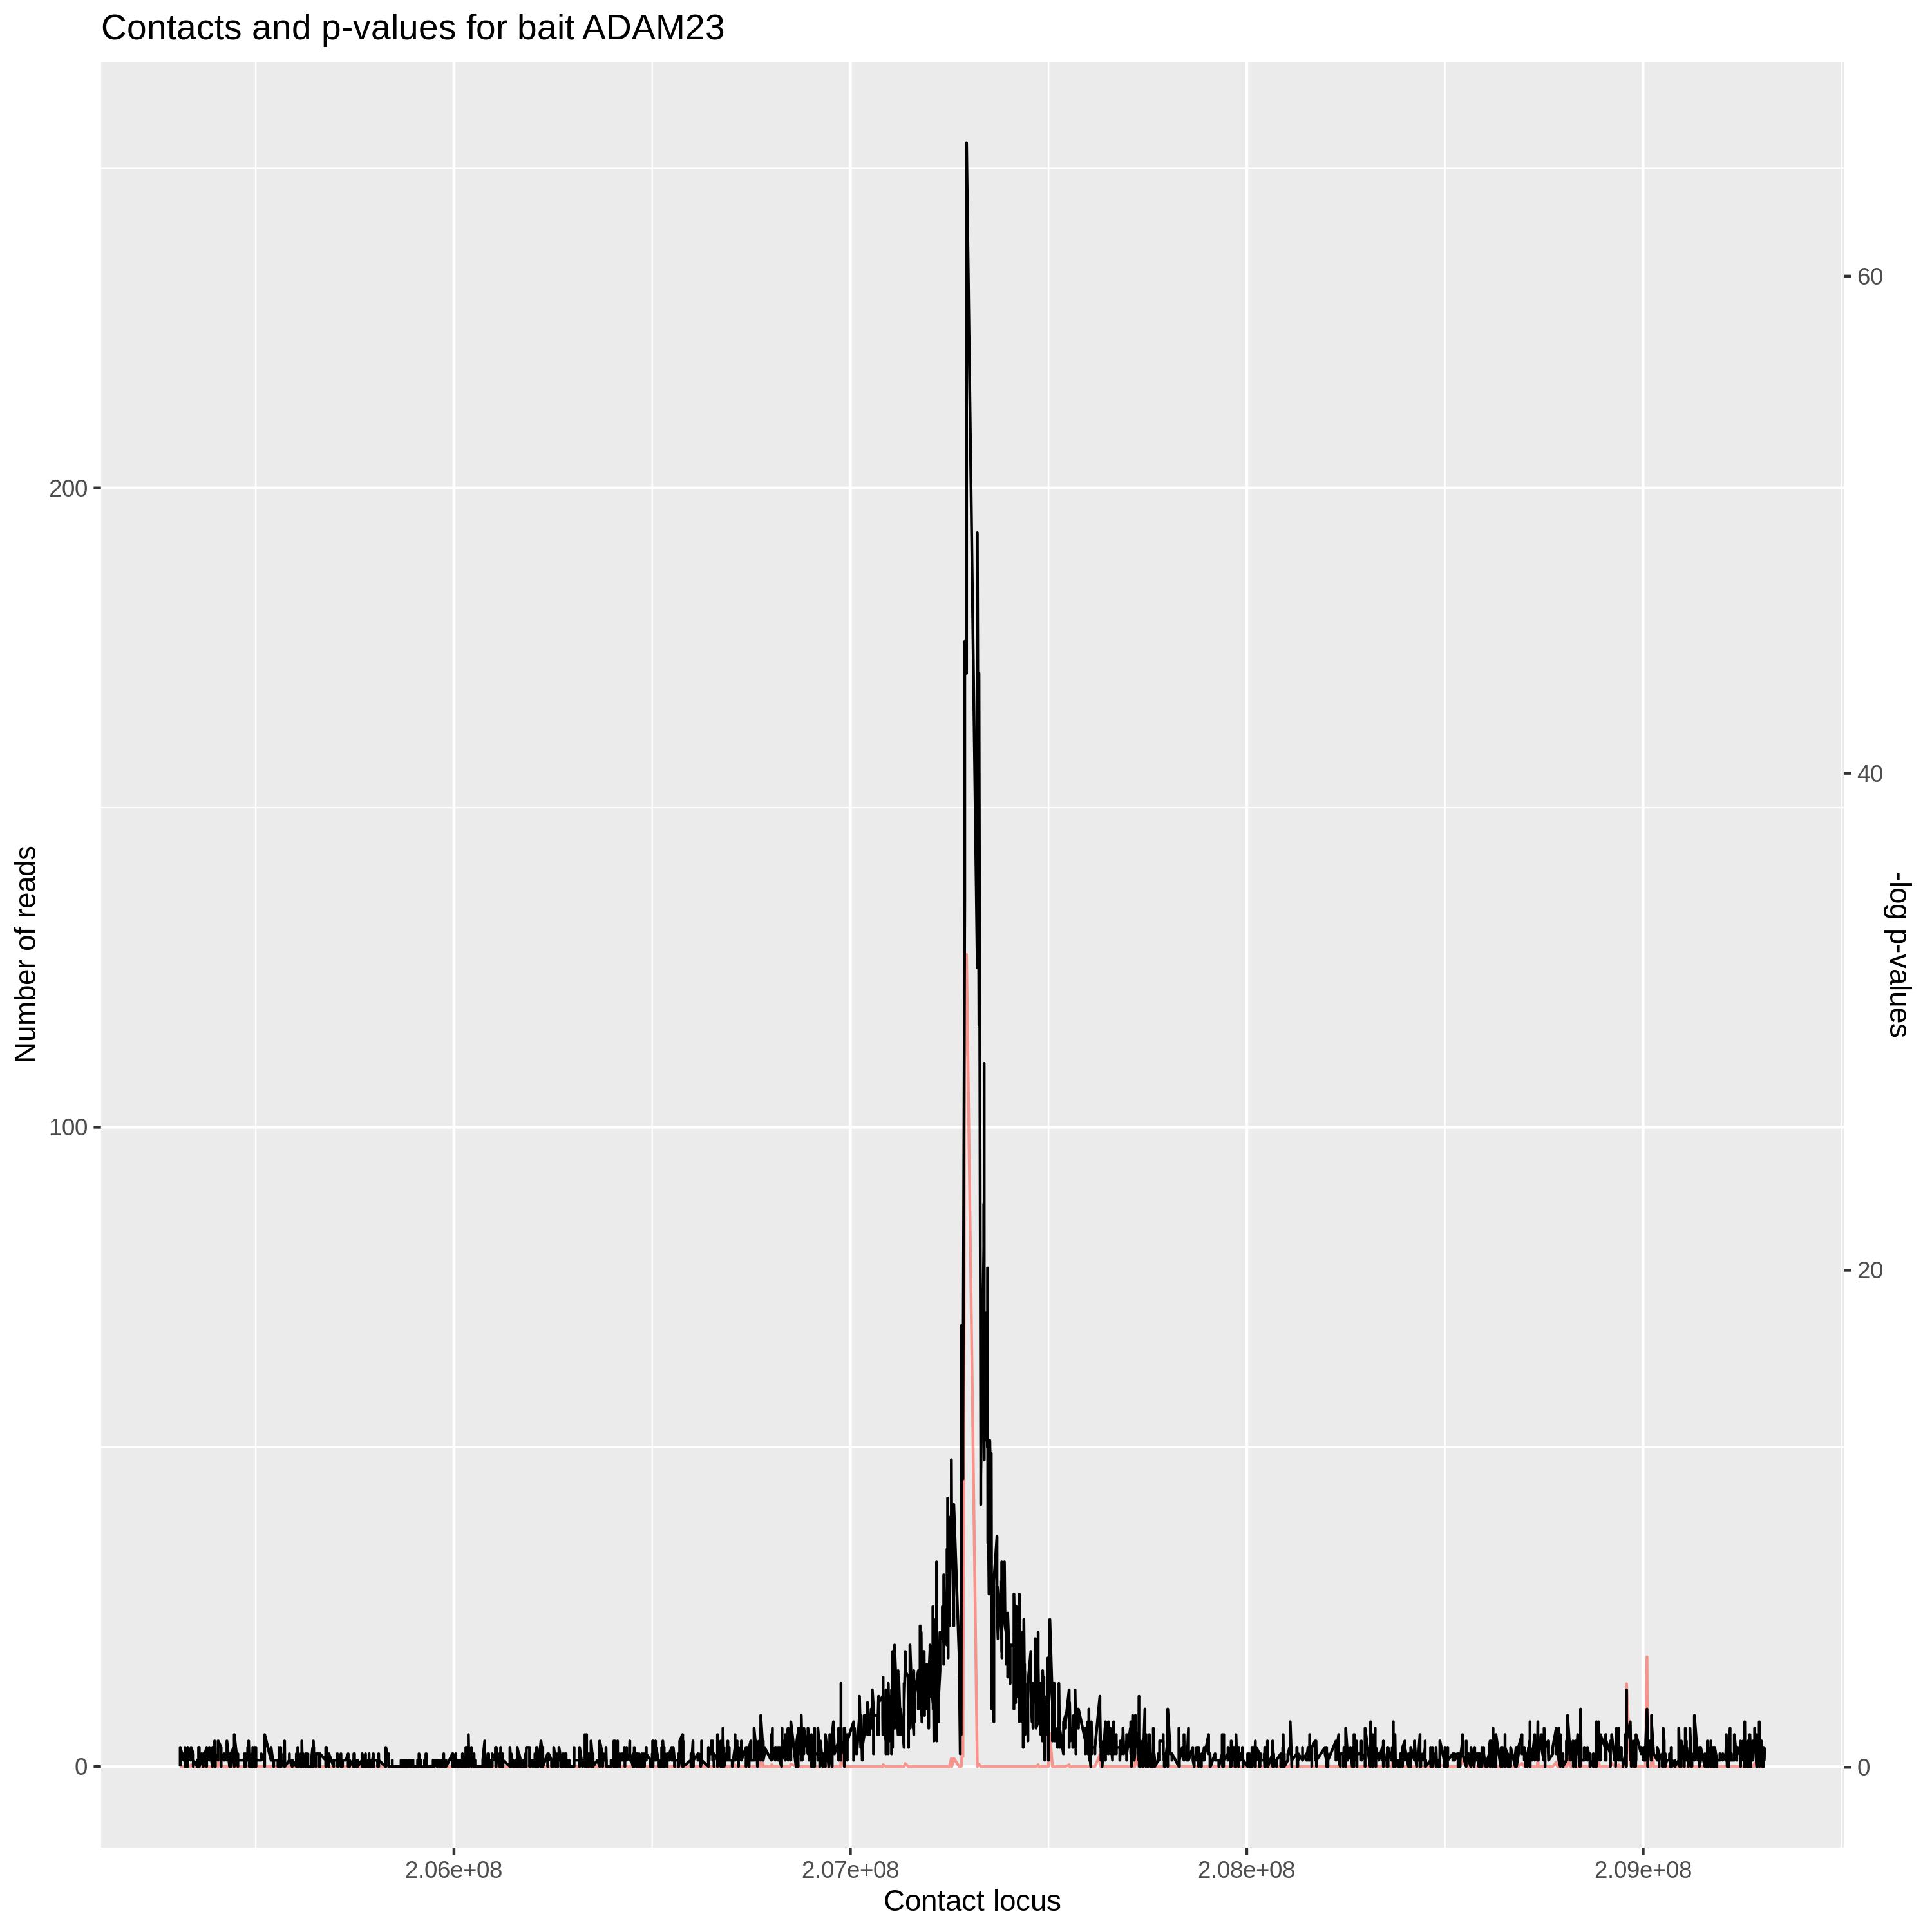 Contacts and p-values for bait ADAM23
Number of reads
200
100
0
60
40
20
0
-log p-values
2.06e+08
2.07e+08
2.08e+08
2.09e+08
Contact locus